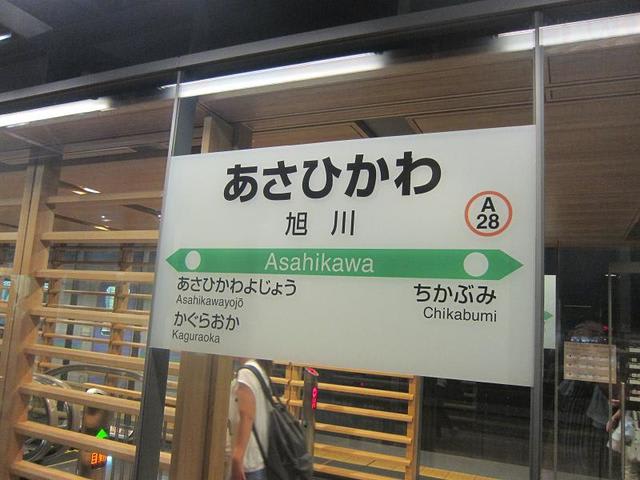 あさひかわ
旭川
A
28
Asahikawa
あさひかわよじょう
Asahikawayojō
かぐらおか
Kaguraoka
ちかぶみ
Chikabumi